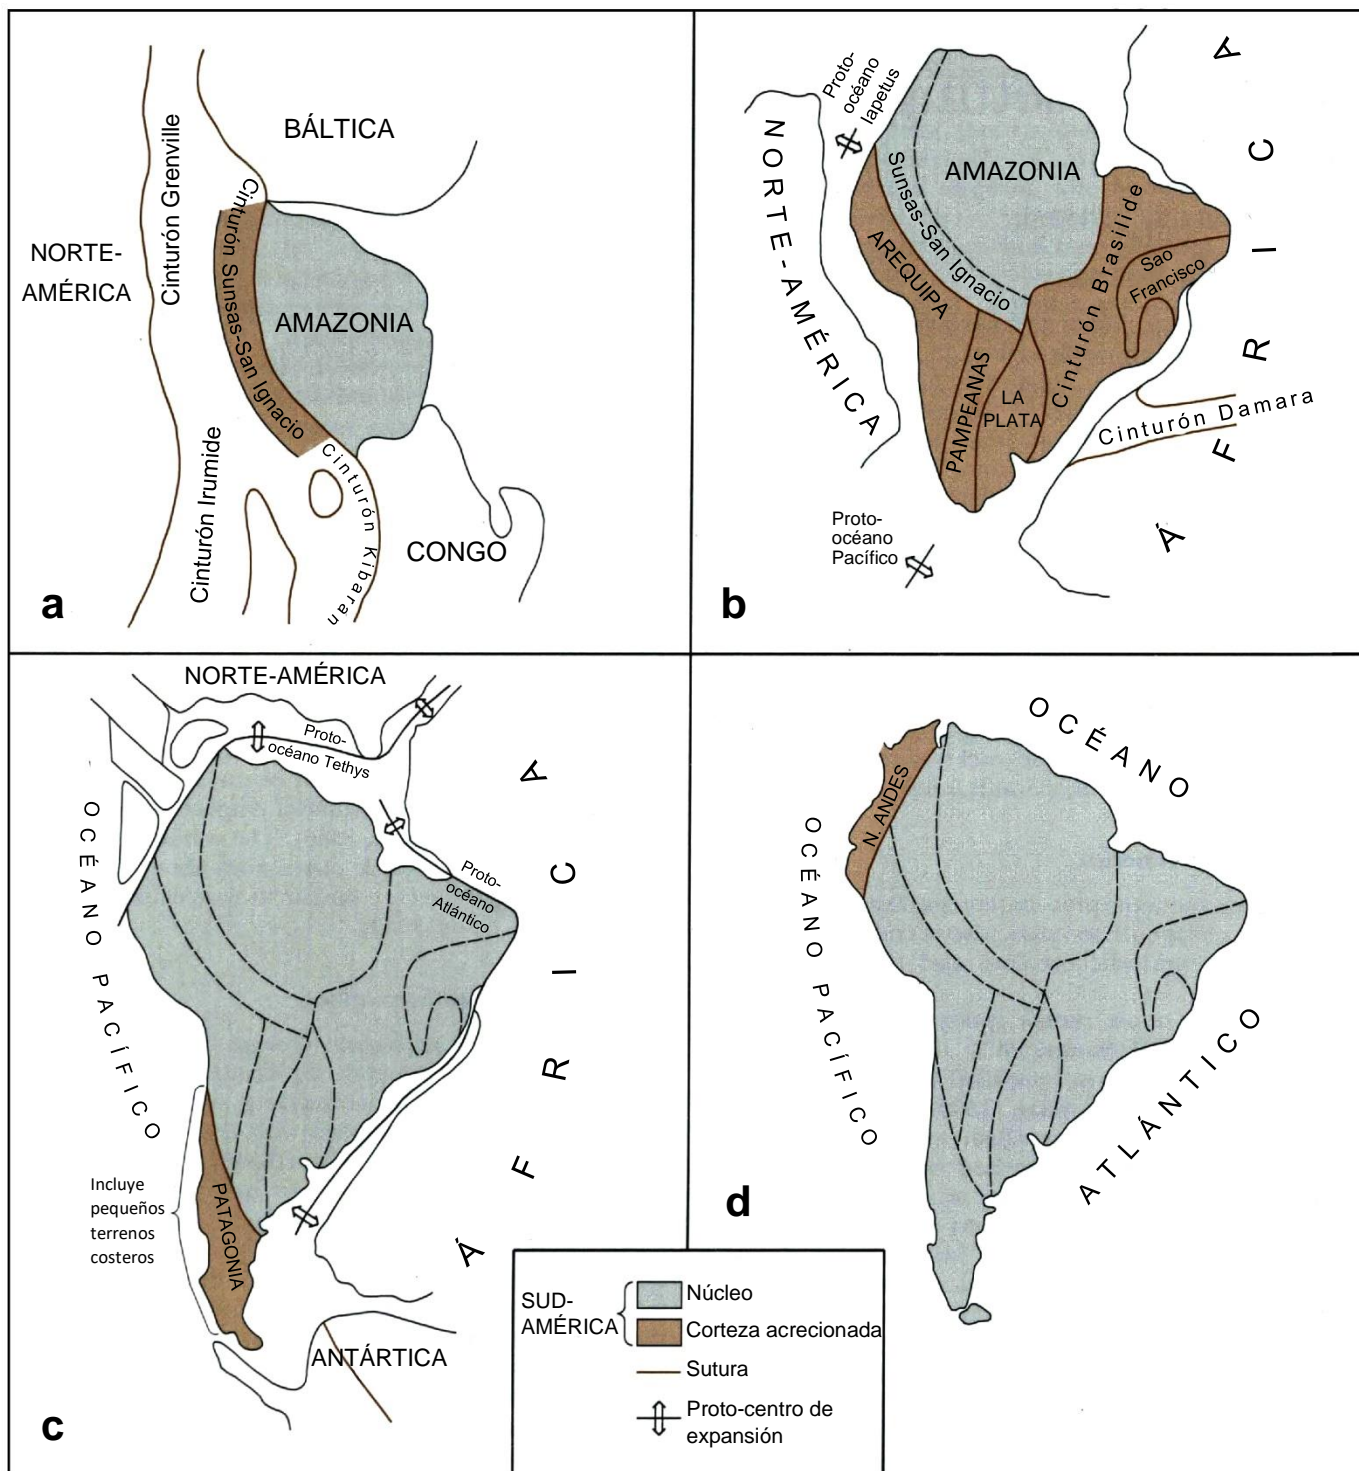 BÁLTICA
Cinturón Grenville
Cinturón Sunsas-San Ignacio
NORTE-
AMÉRICA
AMAZONIA
Cinturón Irumide
Cinturón Kibaran
CONGO
a
Proto-
océano
Iapetus
NORTE-AMÉRICA
AMAZONIA
Sunsas-San Ignacio
AREQUIPA
PAMPEANAS
LA
PLATA
Cinturón Brasilide
Sao
Francisco
Cinturón Damara
ÁFRICA
Proto-
océano
Pacífico
b
NORTE-AMÉRICA
Proto-
océano Tethys
Proto-
océano
Atlántico
OCÉANO PACÍFICO
ÁFRICA
Incluye
pequeños
terrenos
costeros
PATAGONIA
ANTÁRTICA
c
OCÉANO
N. ANDES
OCÉANO PACÍFICO
ATLÁNTICO
d
SUD-
AMÉRICA
Núcleo
Corteza acrecionada
Sutura
Proto-centro de
expansión